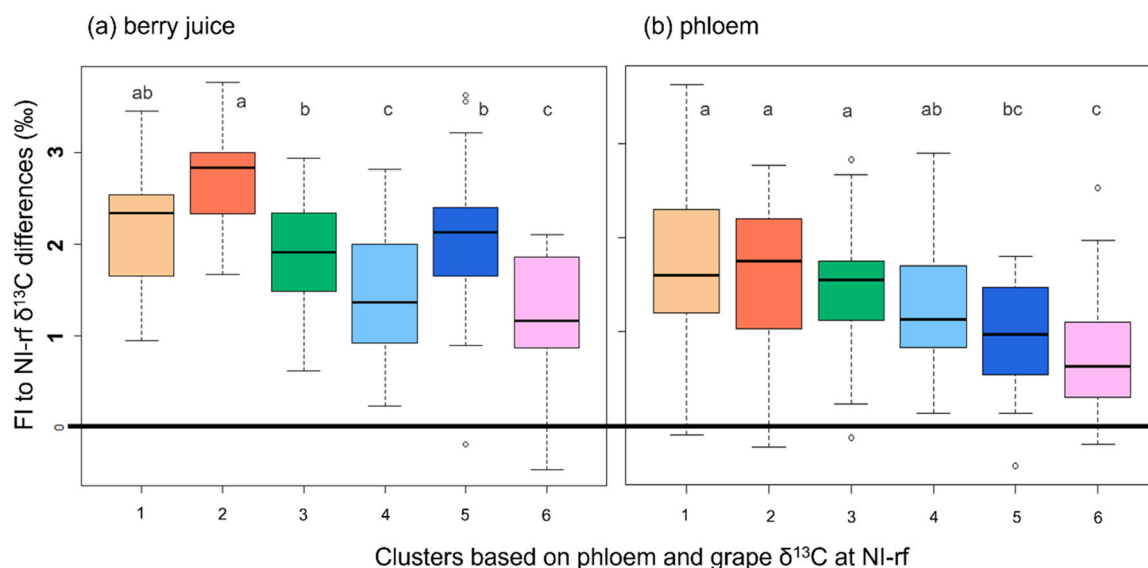 (a) berry juice
(b) phloem
FI to NI-rf δ¹³C differences (‰)
3
2
1
0
ab a b c b c
a a a ab bc c
1 2 3 4 5 6
1 2 3 4 5 6
Clusters based on phloem and grape δ¹³C at NI-rf